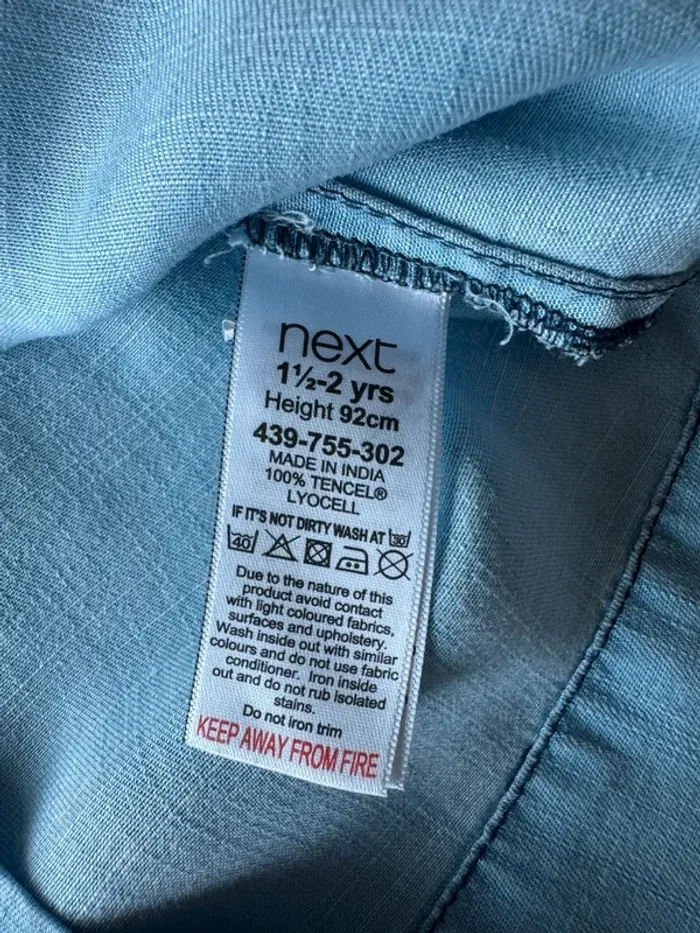 next
1½-2 yrs
Height 92cm
439-755-302
MADE IN INDIA
100% TENCEL®
LYOCELL
IF IT'S NOT DIRTY WASH AT 30
40
Due to the nature of this
product avoid contact
with light coloured fabrics,
surfaces and upholstery.
Wash inside out with similar
colours and do not use fabric
conditioner. Iron inside
out and do not rub isolated
stains.
Do not iron trim
KEEP AWAY FROM FIRE